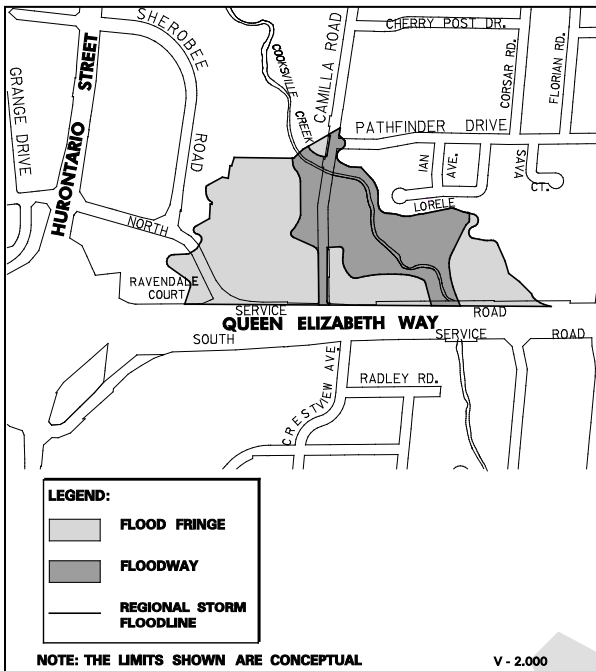 SHEROBEE
ROAD
HURONTARIO STREET
GRANGE DRIVE
COOKSVILLE CREEK
CAMILLA ROAD
CHERRY POST DR.
CORSAR RD.
FLORIAN RD.
PATHFINDER DRIVE
IAN
AVE.
SAVA
CT.
LORELE
NORTH
RAVENDALE
COURT
SERVICE
ROAD
QUEEN ELIZABETH WAY
SOUTH
SERVICE
ROAD
CRESTVIEW AVE.
RADLEY RD.
LEGEND:
FLOOD FRINGE
FLOODWAY
REGIONAL STORM
FLOODLINE
NOTE: THE LIMITS SHOWN ARE CONCEPTUAL
V - 2.000